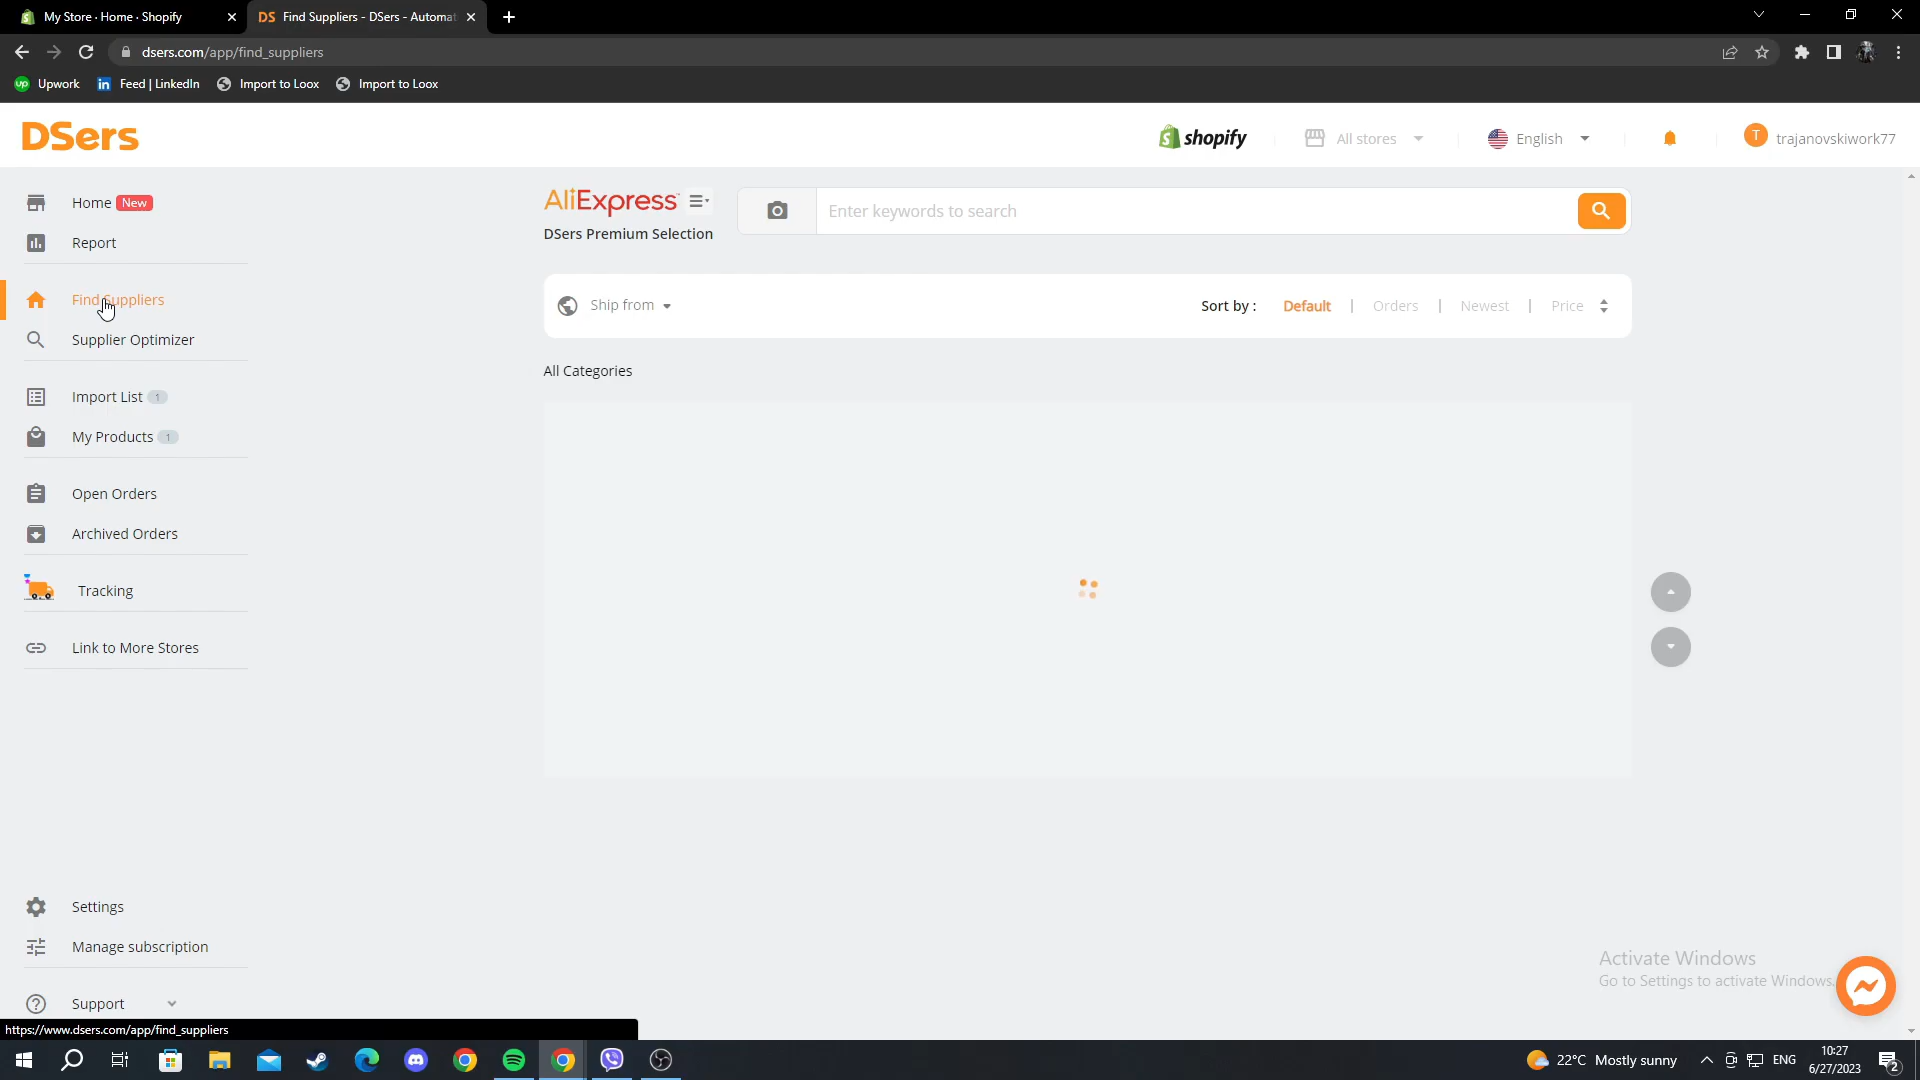 My Store · Home · Shopify
DS Find Suppliers - DSers - Automat
dsers.com/app/find_suppliers
up Upwork
in Feed | LinkedIn
Import to Loox
Import to Loox
DSers
shopify
All stores
English
T trajanovskiwork77
Home New
Report
Find Suppliers
Supplier Optimizer
Import List 1
My Products 1
Open Orders
Archived Orders
Tracking
Link to More Stores
Settings
Manage subscription
Support
AliExpress
DSers Premium Selection
Enter keywords to search
Ship from
Sort by : Default | Orders | Newest | Price
All Categories
Activate Windows
Go to Settings to activate Windows.
https://www.dsers.com/app/find_suppliers
22°C Mostly sunny
ENG
10:27
6/27/2023
2